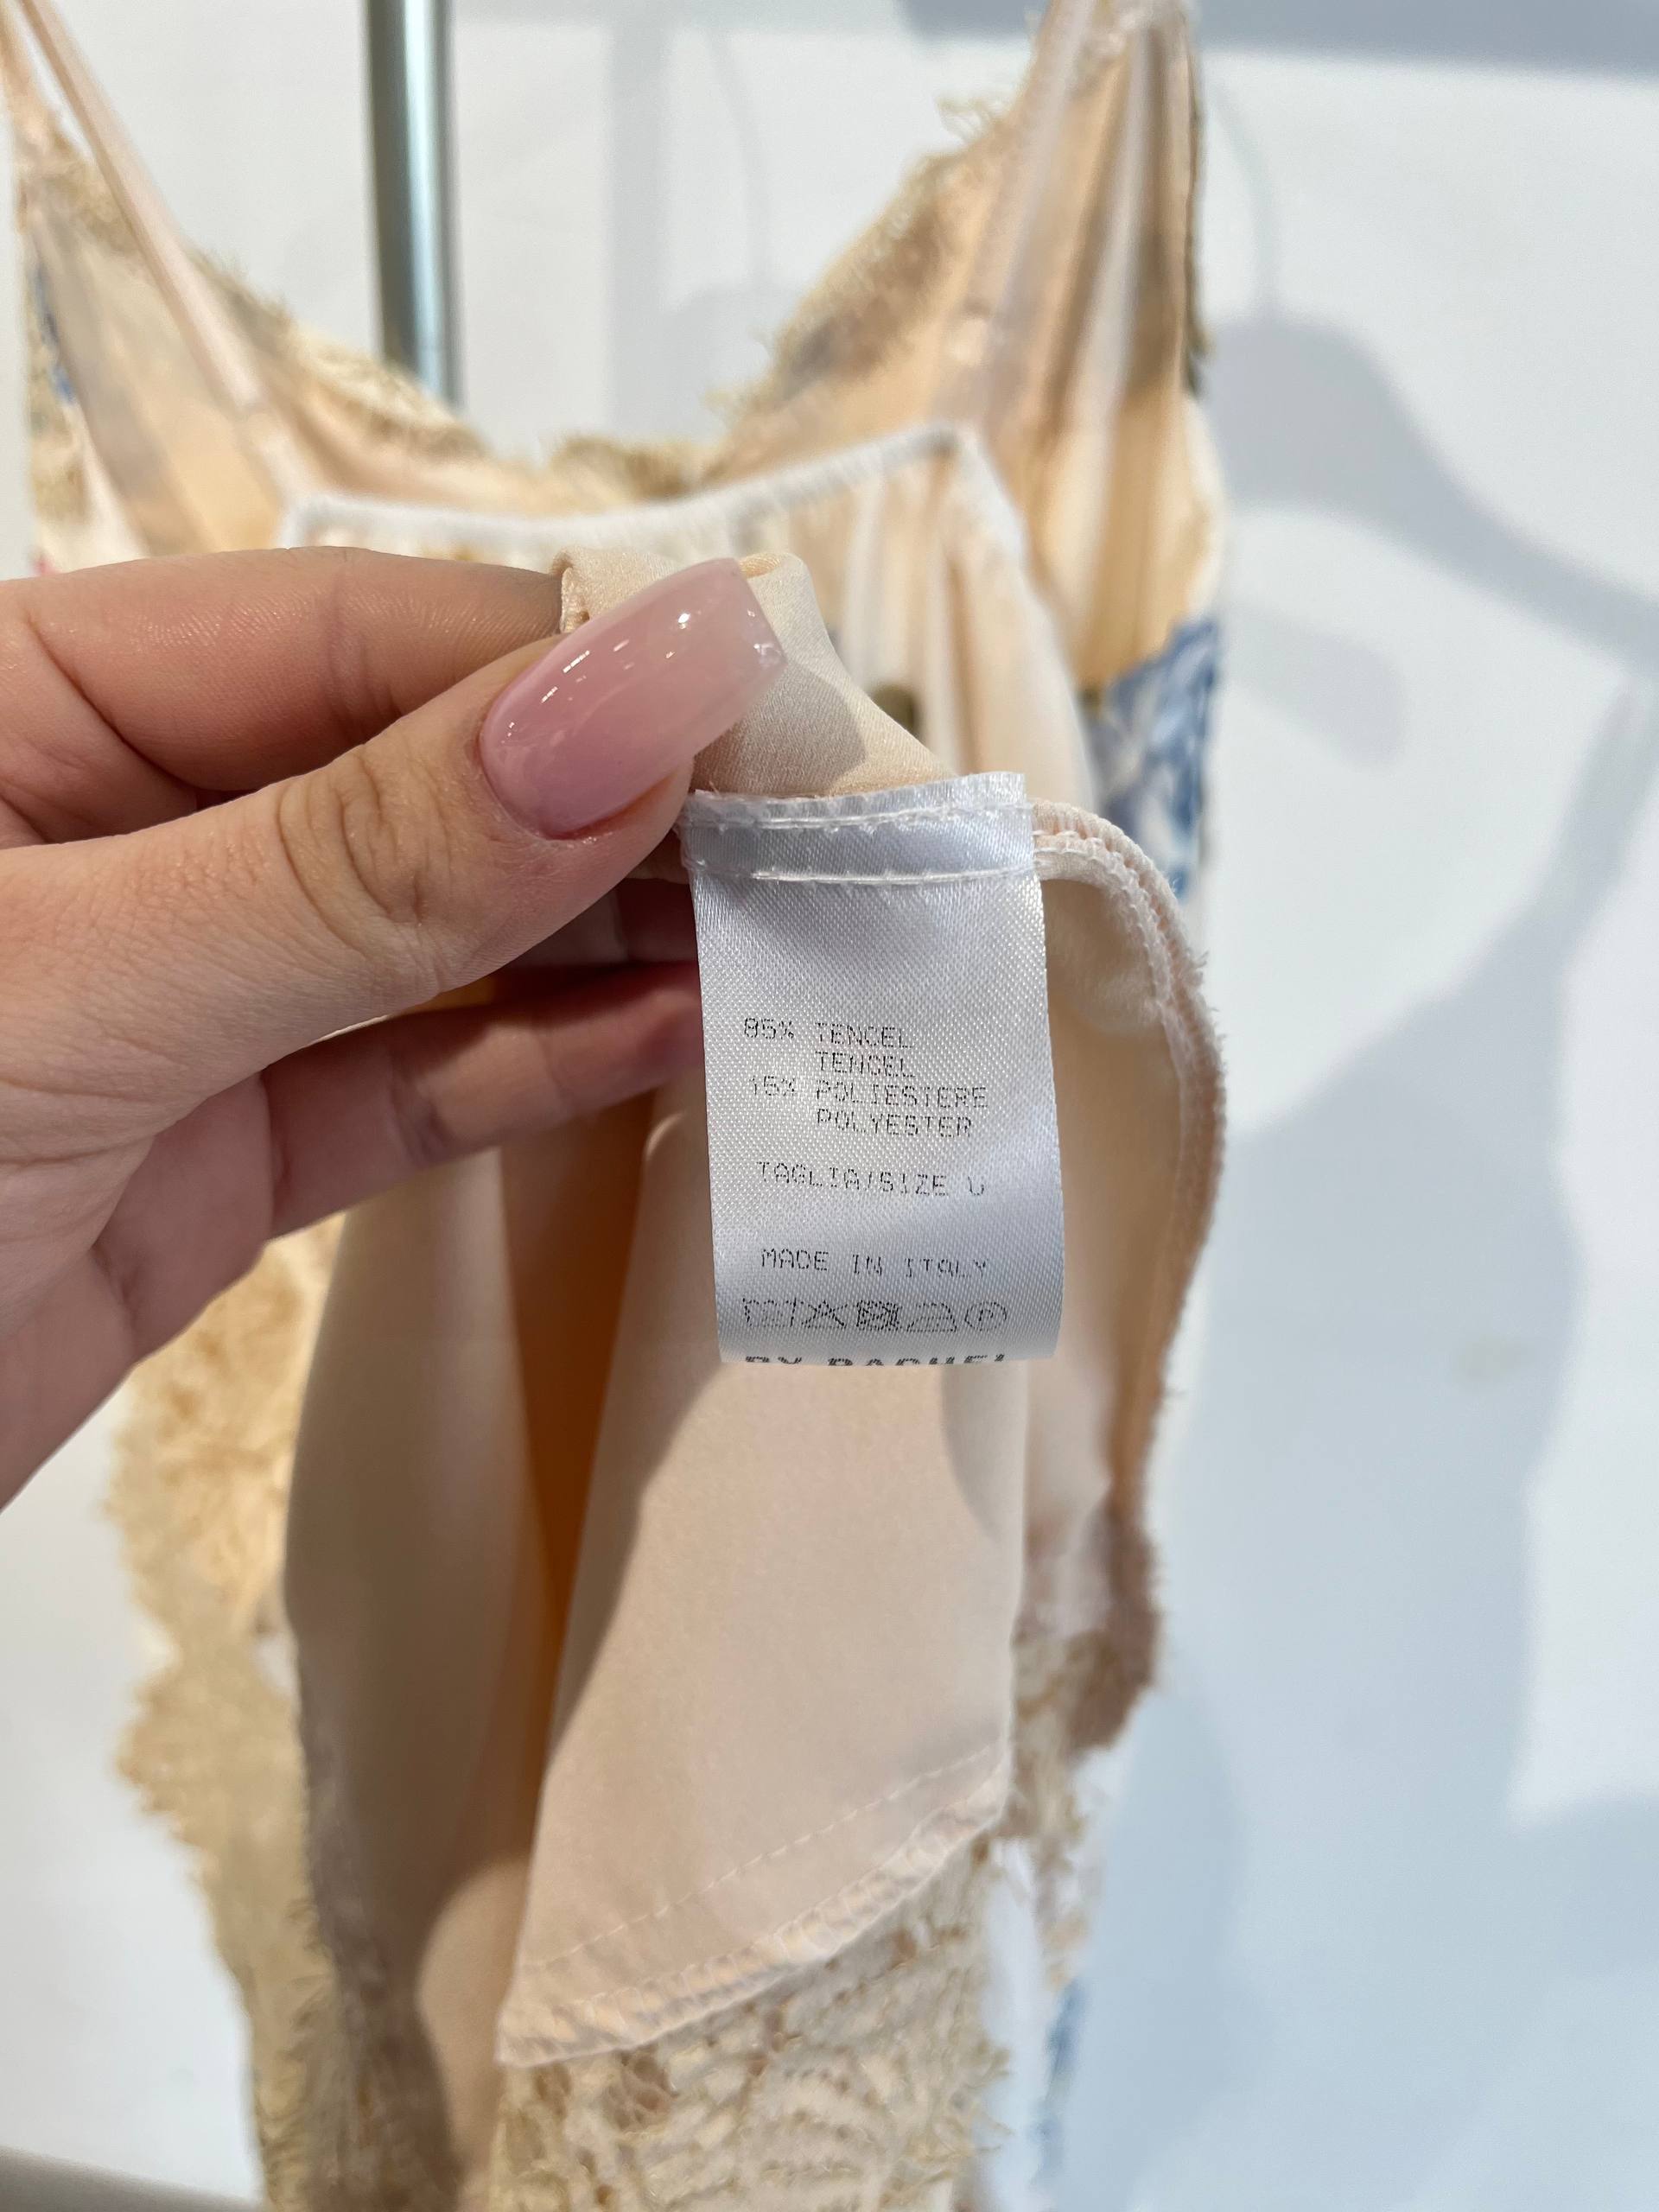 85% TENCEL
TENCEL
15% POLIESTERE
POLYESTER
TAGLIA/SIZE U
MADE IN ITALY